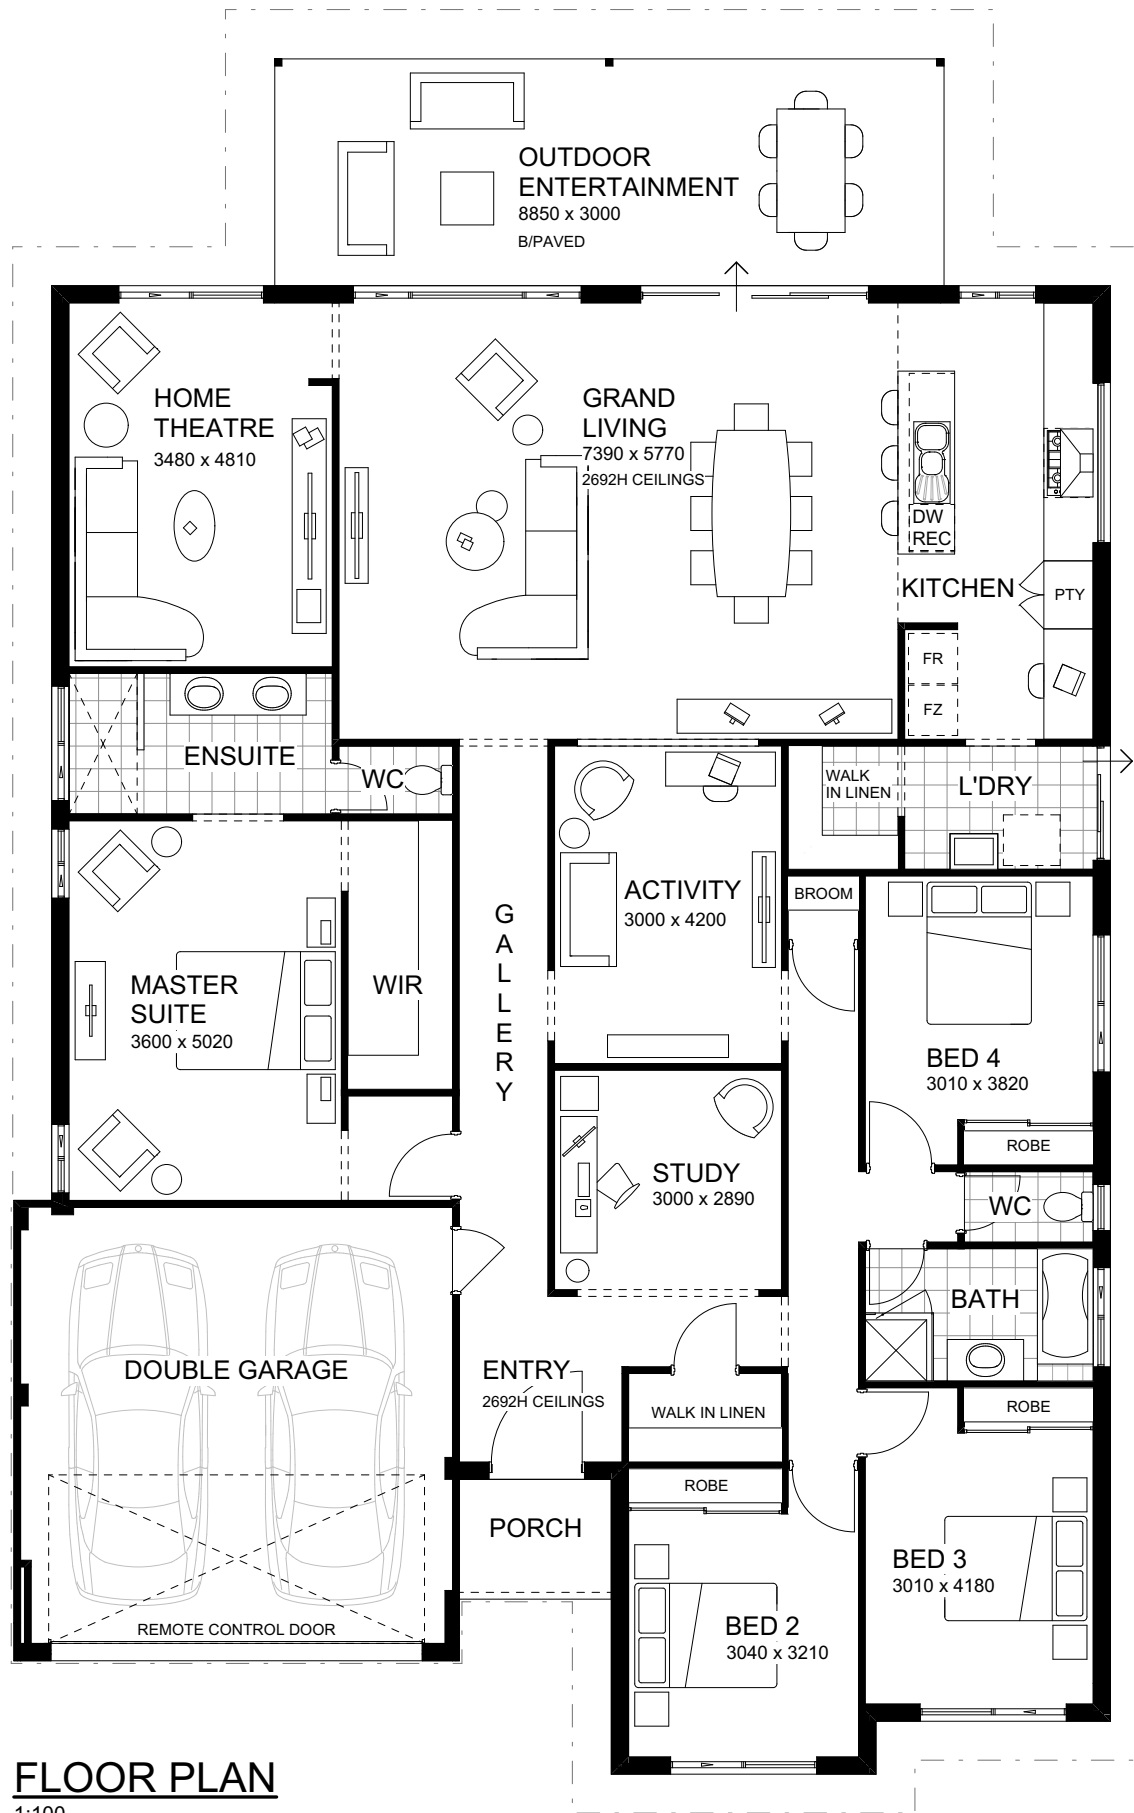 OUTDOOR
ENTERTAINMENT
8850 x 3000
B/PAVED
HOME
THEATRE
3480 x 4810
GRAND
LIVING
7390 x 5770
2692H CEILINGS
DW
REC
KITCHEN
PTY
FR
FZ
ENSUITE
WC
WALK
IN LINEN
L'DRY
ACTIVITY
3000 x 4200
BROOM
GALLERY
MASTER
SUITE
3600 x 5020
WIR
BED 4
3010 x 3820
ROBE
STUDY
3000 x 2890
WC
BATH
DOUBLE GARAGE
ENTRY
2692H CEILINGS
WALK IN LINEN
ROBE
ROBE
PORCH
BED 3
3010 x 4180
BED 2
3040 x 3210
REMOTE CONTROL DOOR
FLOOR PLAN
1:100